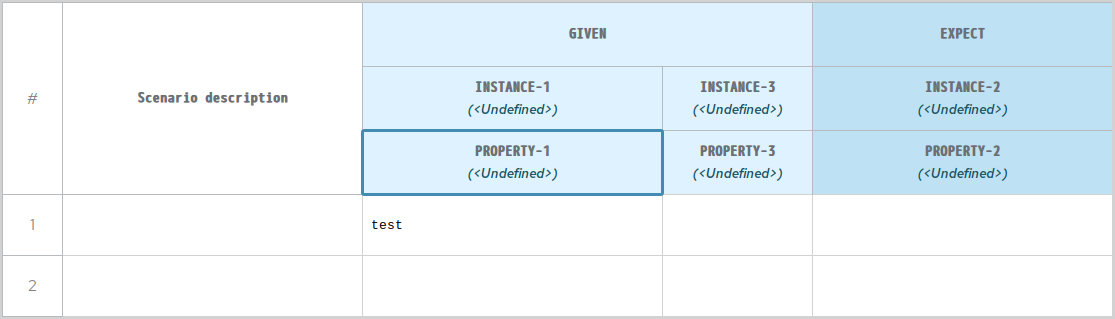 GIVEN
EXPECT
#
Scenario description
INSTANCE-1
(<Undefined>)
INSTANCE-3
(<Undefined>)
INSTANCE-2
(<Undefined>)
PROPERTY-1
(<Undefined>)
PROPERTY-3
(<Undefined>)
PROPERTY-2
(<Undefined>)
1
test
2